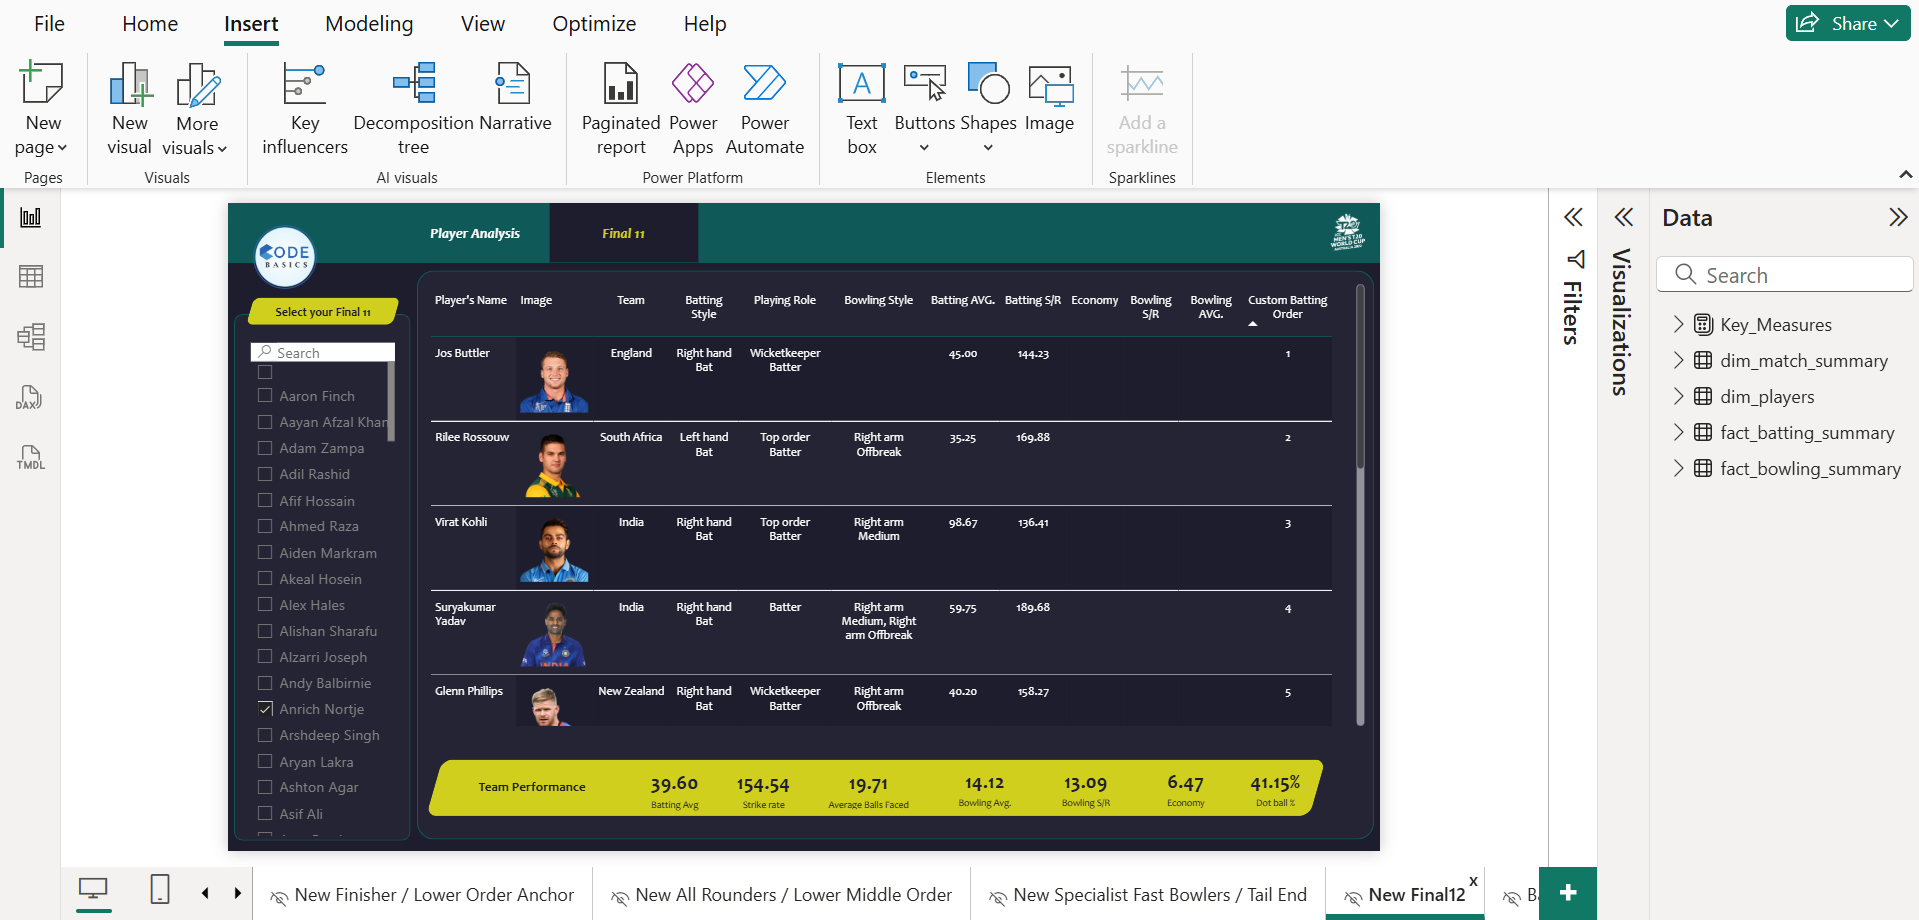 File Home Insert Modeling View Optimize Help Share
New page
New visual
More visuals
Key influencers
Decomposition tree
Narrative
Paginated report
Power Apps
Power Automate
Text box
Buttons
Shapes
Image
Add a sparkline
Pages Visuals AI visuals Power Platform Elements Sparklines
DAX
TMDL
CODE
BASICS
Player Analysis
Final 11
MEN'S T20
WORLD CUP
Select your Final 11
Search
Aaron Finch
Aayan Afzal Khan
Adam Zampa
Adil Rashid
Afif Hossain
Ahmed Raza
Aiden Markram
Akeal Hosein
Alex Hales
Alishan Sharafu
Alzarri Joseph
Andy Balbirnie
Anrich Nortje
Arshdeep Singh
Aryan Lakra
Ashton Agar
Asif Ali
Player's Name Image Team Batting Style Playing Role Bowling Style Batting AVG. Batting S/R Economy Bowling S/R Bowling AVG. Custom Batting Order
Jos Buttler England Right hand Bat Wicketkeeper Batter 45.00 144.23 1
Rilee Rossouw South Africa Left hand Bat Top order Batter Right arm Offbreak 35.25 169.88 2
Virat Kohli India Right hand Bat Top order Batter Right arm Medium 98.67 136.41 3
Suryakumar Yadav India Right hand Bat Batter Right arm Medium, Right arm Offbreak 59.75 189.68 4
Glenn Phillips New Zealand Right hand Bat Wicketkeeper Batter Right arm Offbreak 40.20 158.27 5
Team Performance
39.60 154.54 19.71 14.12 13.09 6.47 41.15%
Batting Avg Strike rate Average Balls Faced Bowling Avg. Bowling S/R Economy Dot ball %
Filters
Visualizations
Data
Search
Key_Measures
dim_match_summary
dim_players
fact_batting_summary
fact_bowling_summary
New Finisher / Lower Order Anchor New All Rounders / Lower Middle Order New Specialist Fast Bowlers / Tail End New Final12 x